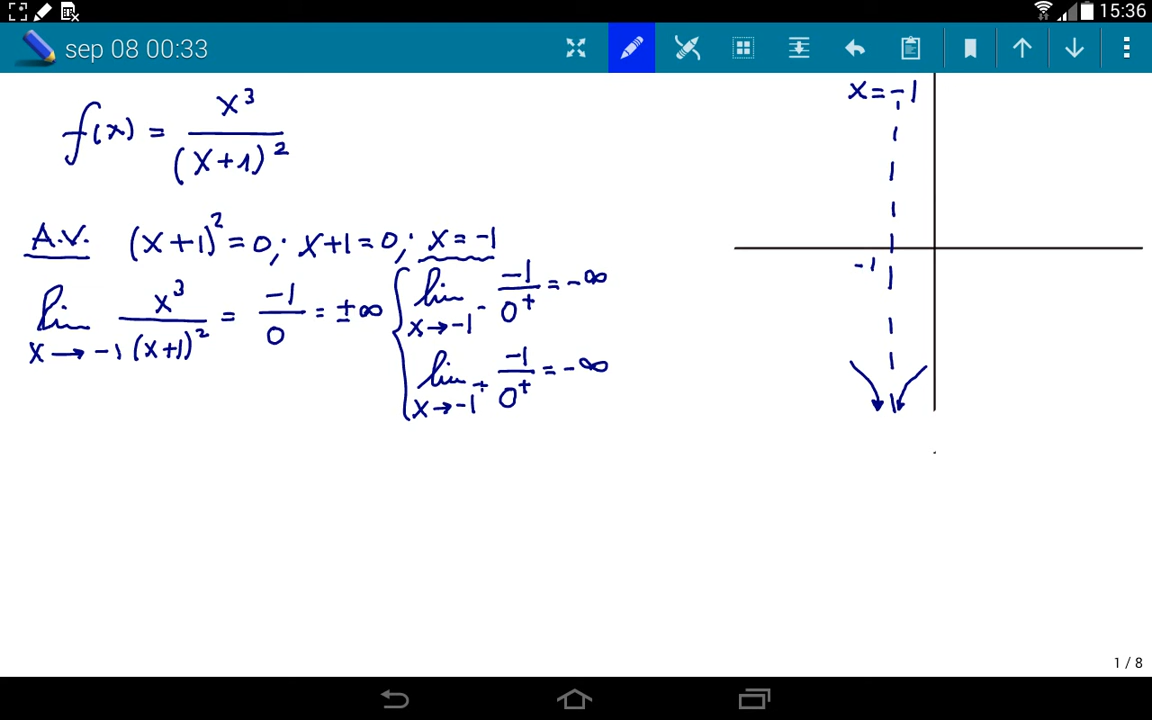 15:36
sep 08 00:33
f(x) = x³ / (x+1)²
x = -1
A.V. (x+1)² = 0; x+1 = 0; x = -1
-1
lim x→-1 x³ / (x+1)² = -1/0 = ±∞
lim x→-1⁻ -1/0⁺ = -∞
lim x→-1⁺ -1/0⁺ = -∞
1 / 8